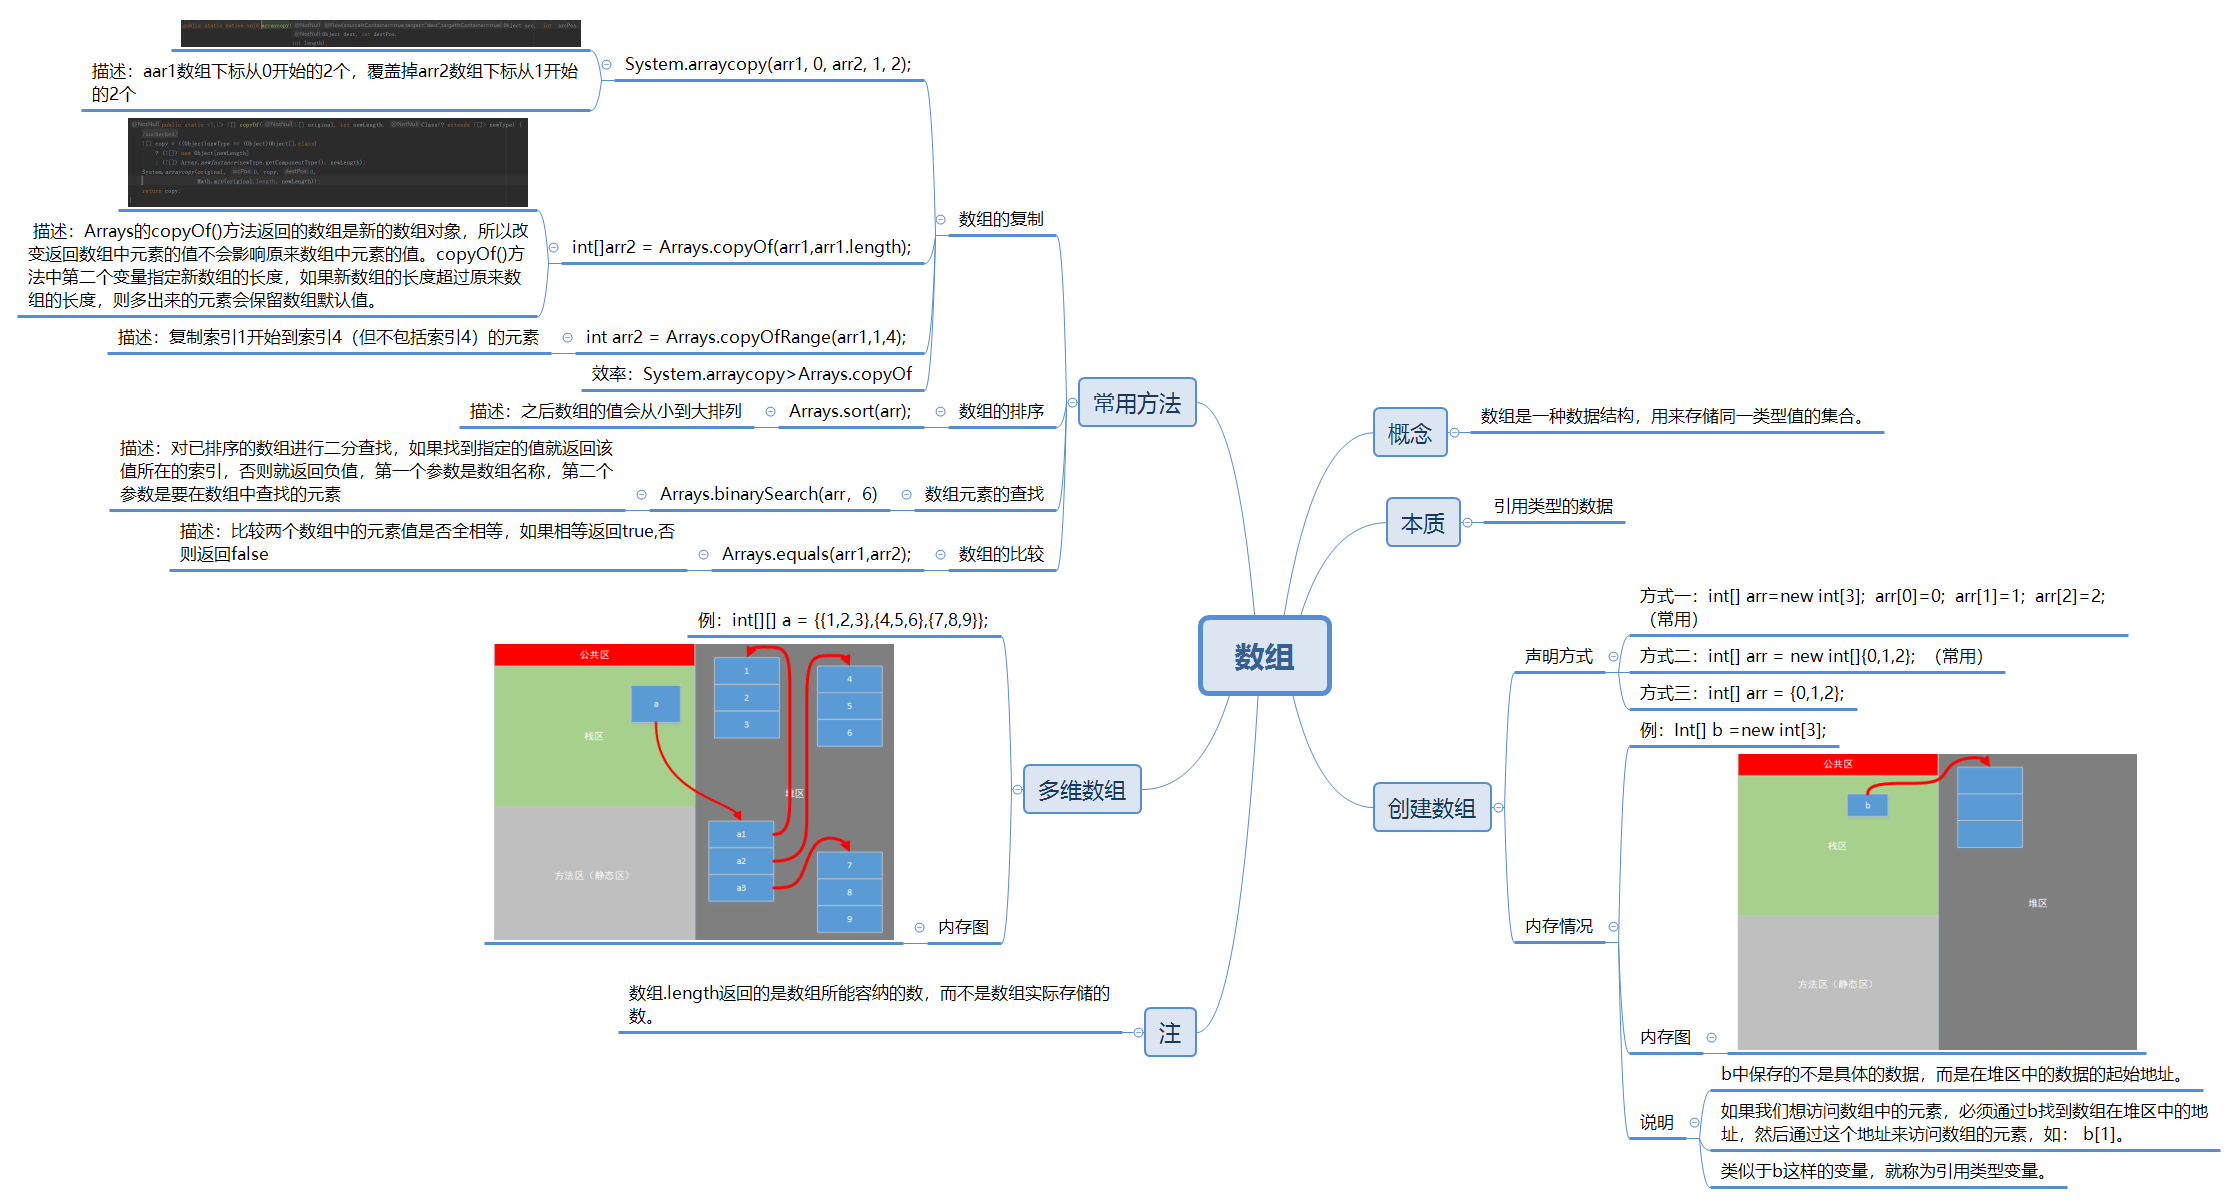 数组
概念
数组是一种数据结构，用来存储同一类型值的集合。
本质
引用类型的数据
创建数组
声明方式
方式一：int[] arr=new int[3]; arr[0]=0; arr[1]=1; arr[2]=2;
（常用）
方式二：int[] arr = new int[]{0,1,2}; （常用）
方式三：int[] arr = {0,1,2};
内存情况
例：Int[] b =new int[3];
内存图
公共区
b
栈区
堆区
方法区（静态区）
说明
b中保存的不是具体的数据，而是在堆区中的数据的起始地址。
如果我们想访问数组中的元素，必须通过b找到数组在堆区中的地
址，然后通过这个地址来访问数组的元素，如： b[1]。
类似于b这样的变量，就称为引用类型变量。
常用方法
数组的复制
System.arraycopy(arr1, 0, arr2, 1, 2);
public static native void arraycopy(
Object src, int srcPos,
Object dest, int destPos,
int length);
描述：aar1数组下标从0开始的2个，覆盖掉arr2数组下标从1开始
的2个
int[]arr2 = Arrays.copyOf(arr1,arr1.length);
return copy;
描述：Arrays的copyOf()方法返回的数组是新的数组对象，所以改
变返回数组中元素的值不会影响原来数组中元素的值。copyOf()方
法中第二个变量指定新数组的长度，如果新数组的长度超过原来数
组的长度，则多出来的元素会保留数组默认值。
int arr2 = Arrays.copyOfRange(arr1,1,4);
描述：复制索引1开始到索引4（但不包括索引4）的元素
效率：System.arraycopy>Arrays.copyOf
数组的排序
Arrays.sort(arr);
描述：之后数组的值会从小到大排列
数组元素的查找
Arrays.binarySearch(arr，6)
描述：对已排序的数组进行二分查找，如果找到指定的值就返回该
值所在的索引，否则就返回负值，第一个参数是数组名称，第二个
参数是要在数组中查找的元素
数组的比较
Arrays.equals(arr1,arr2);
描述：比较两个数组中的元素值是否全相等，如果相等返回true,否
则返回false
多维数组
例：int[][] a = {{1,2,3},{4,5,6},{7,8,9}};
内存图
公共区
a
栈区
方法区（静态区）
堆区
1
2
3
4
5
6
a1
a2
a3
7
8
9
注
数组.length返回的是数组所能容纳的数，而不是数组实际存储的
数。